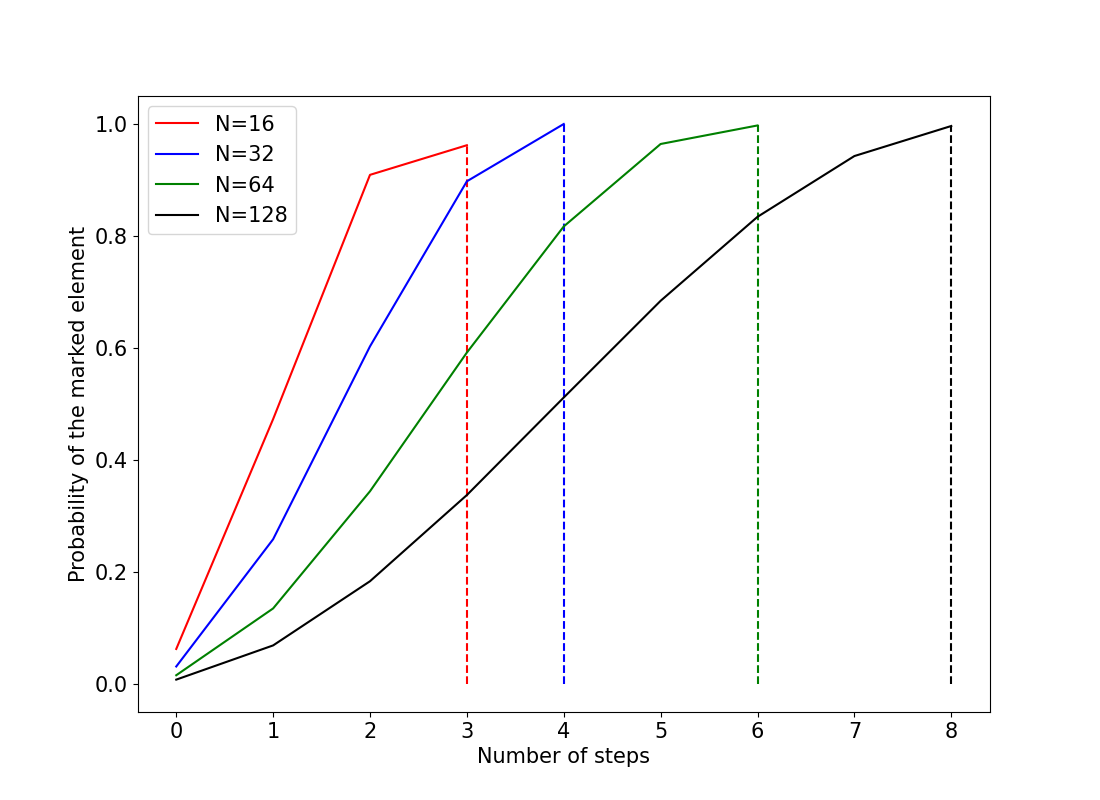 N=16
N=32
N=64
N=128
Probability of the marked element
1.0
0.8
0.6
0.4
0.2
0.0
0 1 2 3 4 5 6 7 8
Number of steps